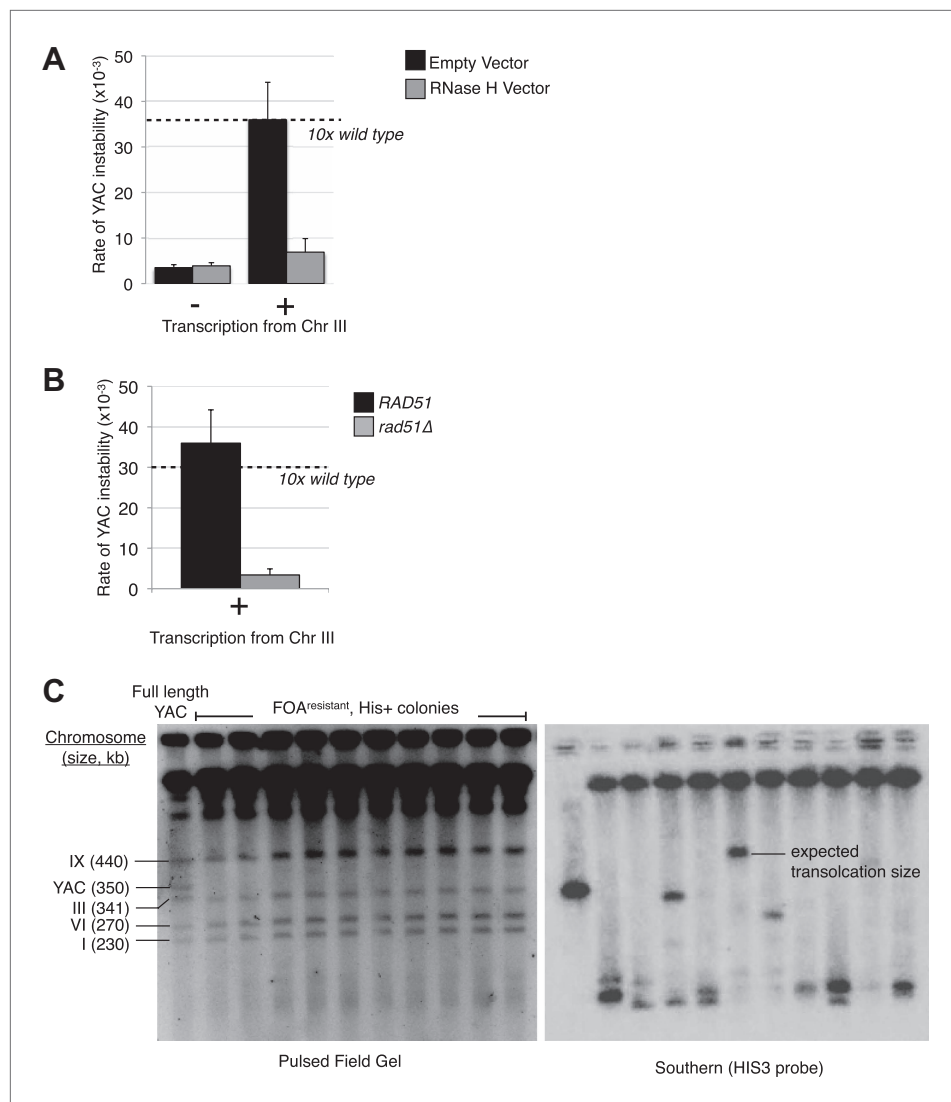 A
Rate of YAC instability (x10-3)
50
40
30
20
10
0
Empty Vector
RNase H Vector
10x wild type
- +
Transcription from Chr III
B
Rate of YAC instability (x10-3)
50
40
30
20
10
0
RAD51
rad51Δ
10x wild type
+
Transcription from Chr III
C
Full length
YAC
FOAresistant, His+ colonies
Chromosome
(size, kb)
IX (440)
YAC (350)
III (341)
VI (270)
I (230)
expected
transolcation size
Pulsed Field Gel
Southern (HIS3 probe)